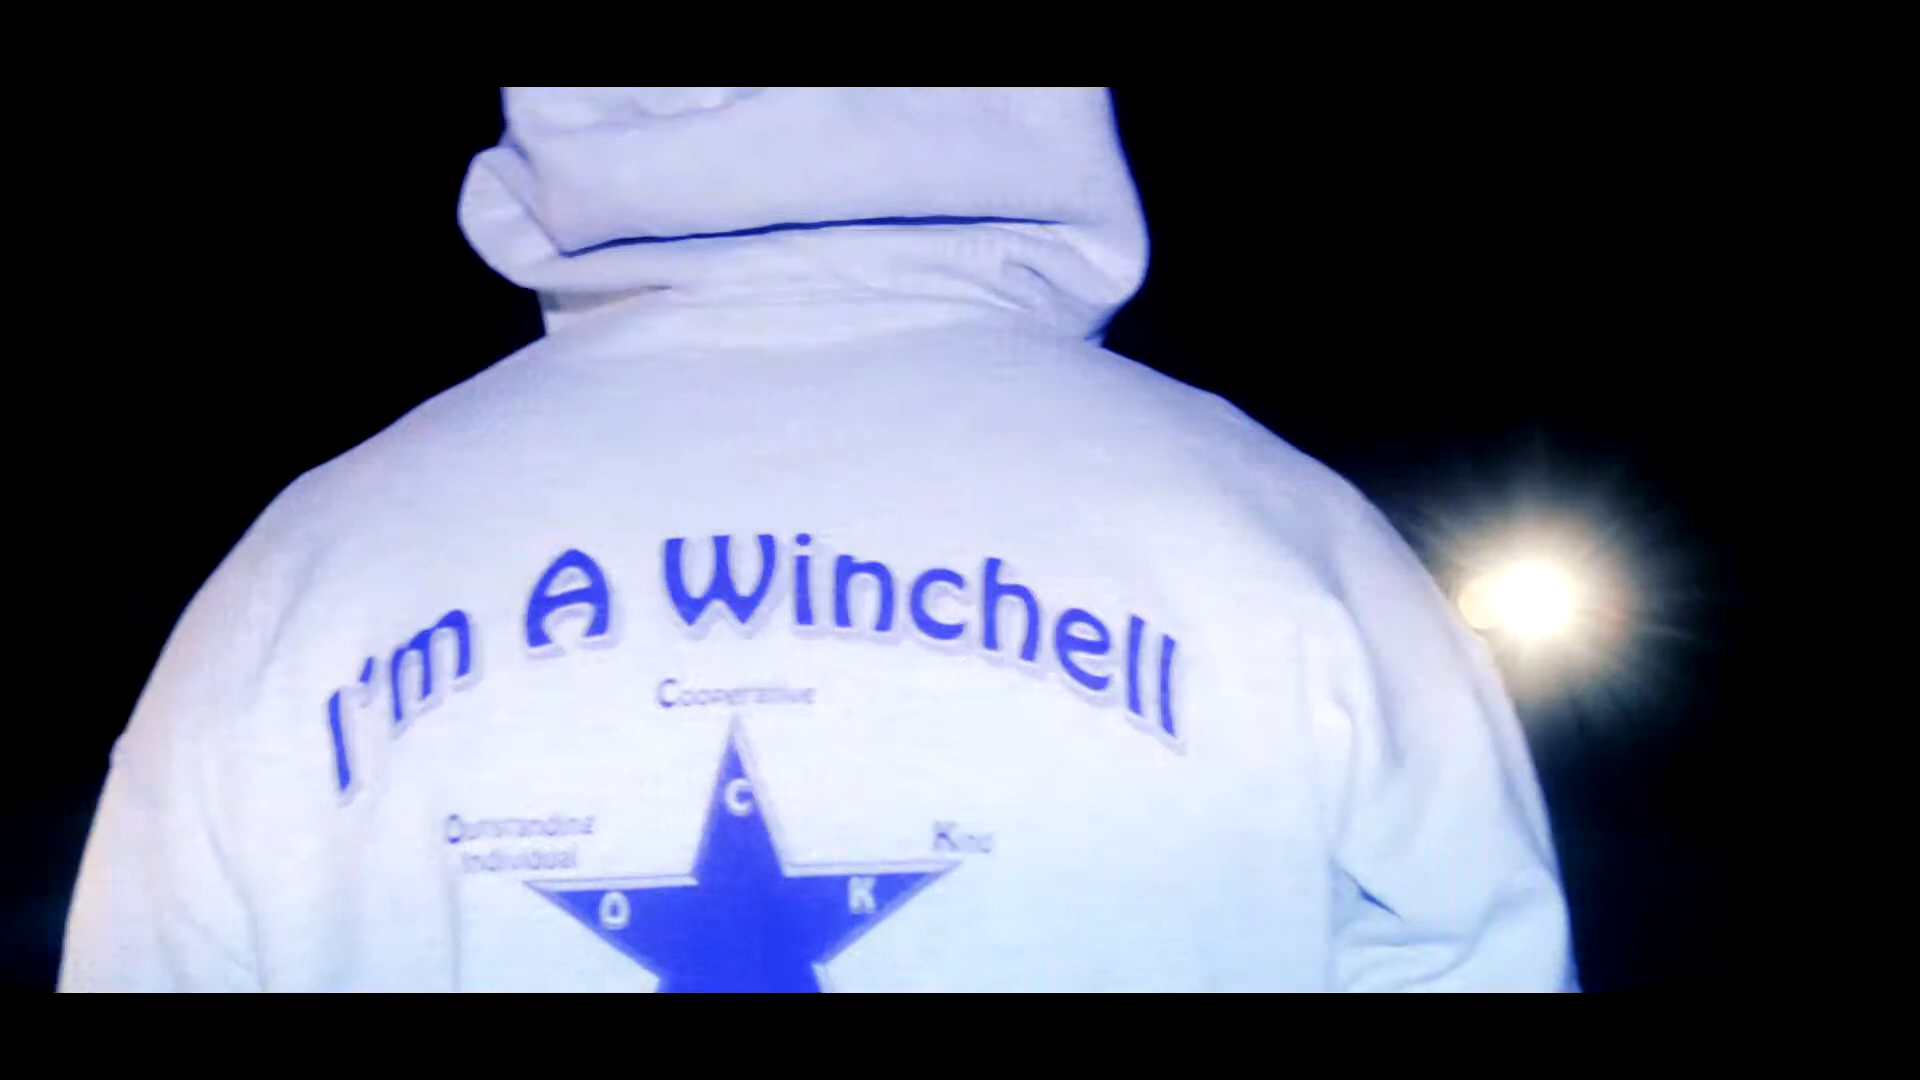 I'm A Winchell
Cooperative
C
Outstanding
Individual
Kind
O
K